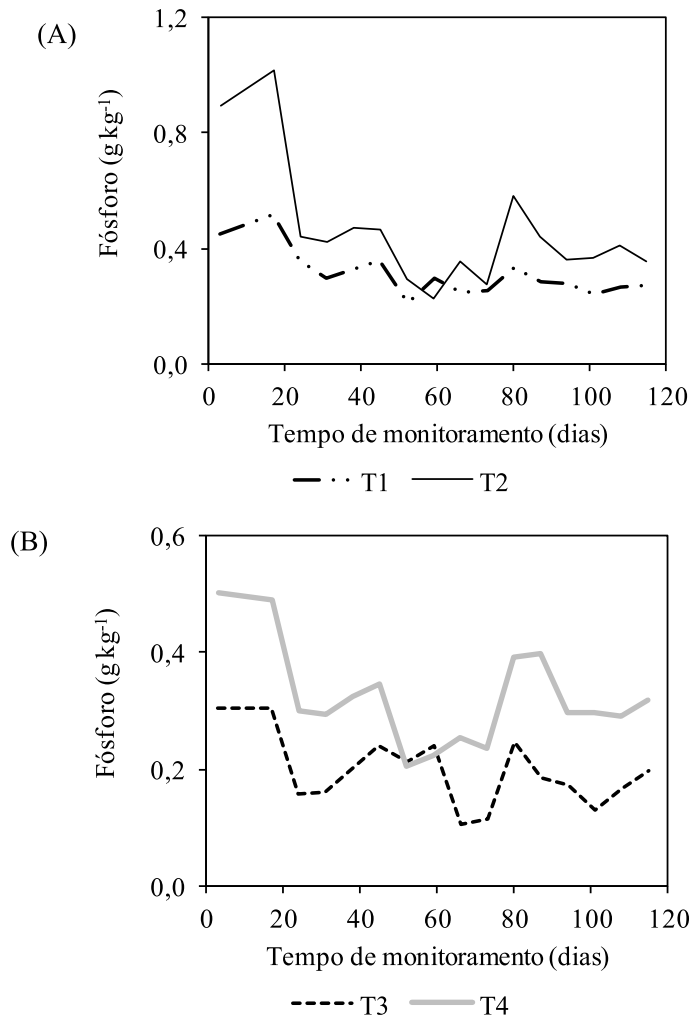 (A)
Fósforo (g kg-1)
1,2
0,8
0,4
0,0
0 20 40 60 80 100 120
Tempo de monitoramento (dias)
T1 T2
(B)
Fósforo (g kg-1)
0,6
0,4
0,2
0,0
0 20 40 60 80 100 120
Tempo de monitoramento (dias)
T3 T4